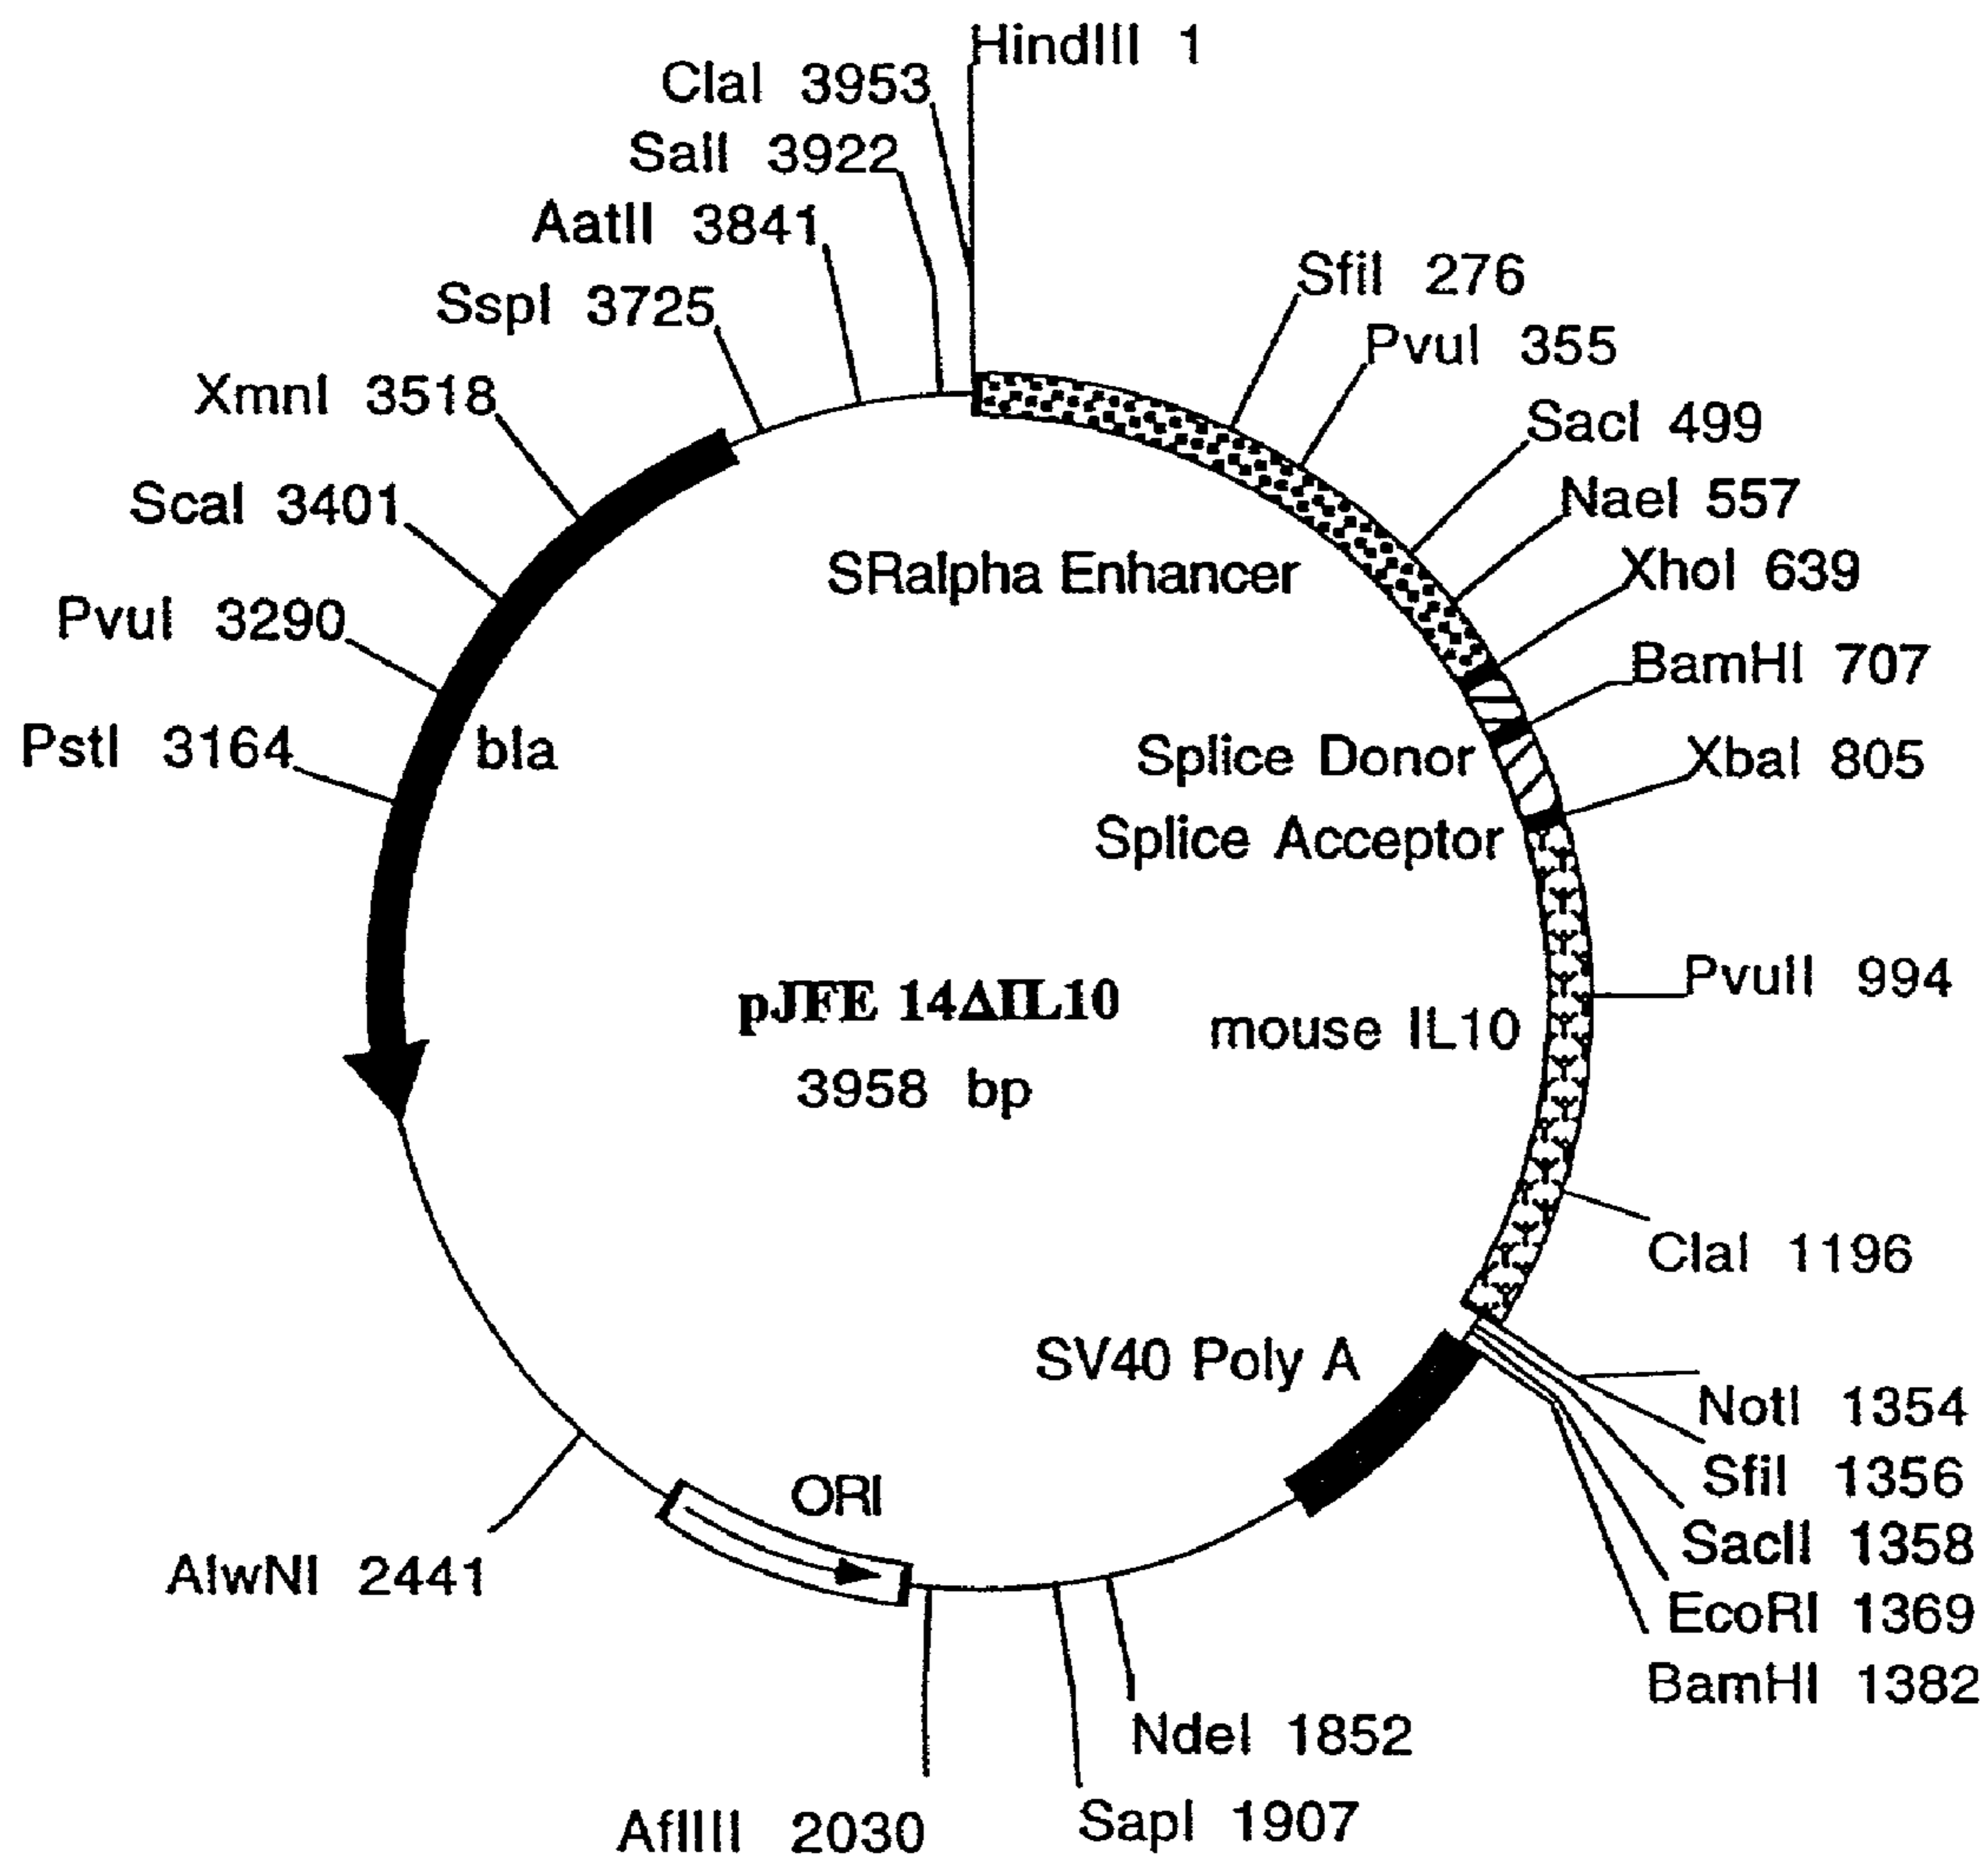 HindIII 1
ClaI 3953
SalI 3922
AatII 3841
SspI 3725
XmnI 3518
ScaI 3401
PvuI 3290
PstI 3164
SfiI 276
PvuI 355
SacI 499
NaeI 557
XhoI 639
BamHI 707
XbaI 805
PvuII 994
ClaI 1196
NotI 1354
SfiI 1356
SacII 1358
EcoRI 1369
BamHI 1382
NdeI 1852
SapI 1907
AflIII 2030
AlwNI 2441
SRalpha Enhancer
Splice Donor
Splice Acceptor
bla
mouse IL10
pJFE 14ΔIL10
3958 bp
SV40 Poly A
ORI